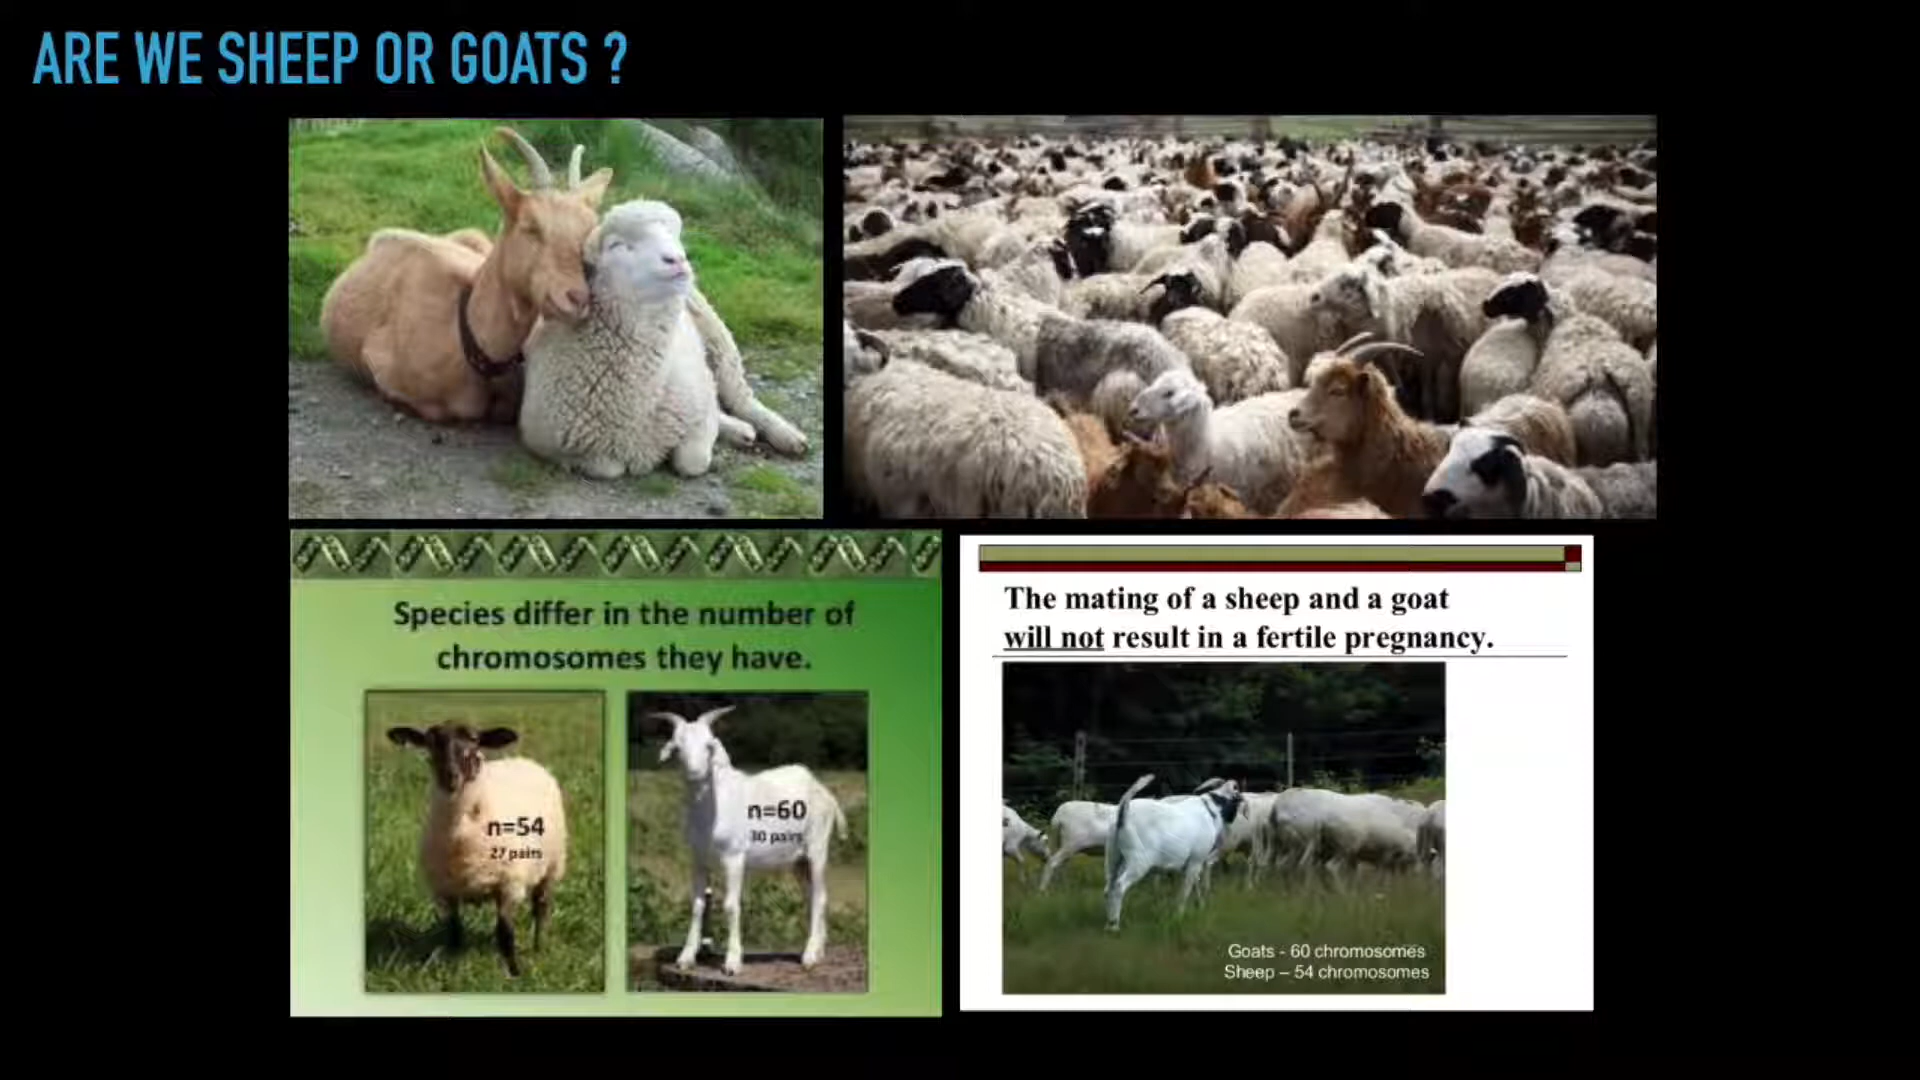 ARE WE SHEEP OR GOATS ?
Species differ in the number of
chromosomes they have.
n=54
27 pairs
n=60
30 pairs
The mating of a sheep and a goat
will not result in a fertile pregnancy.
Goats - 60 chromosomes
Sheep – 54 chromosomes